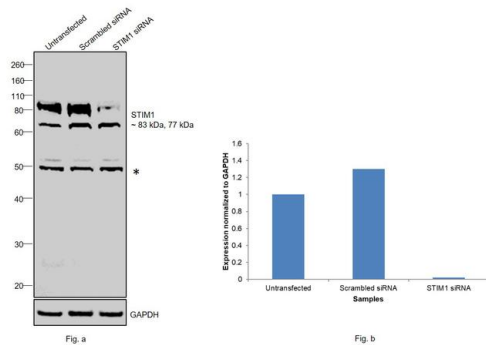 Untransfected
Scrambled siRNA
STIM1 siRNA
260
160
110
80
60
50
40
30
20
STIM1
~ 83 kDa, 77 kDa
*
GAPDH
Fig. a
Expression normalized to GAPDH
1.6
1.4
1.2
1
0.8
0.6
0.4
0.2
0
Untransfected Scrambled siRNA STIM1 siRNA
Samples
Fig. b